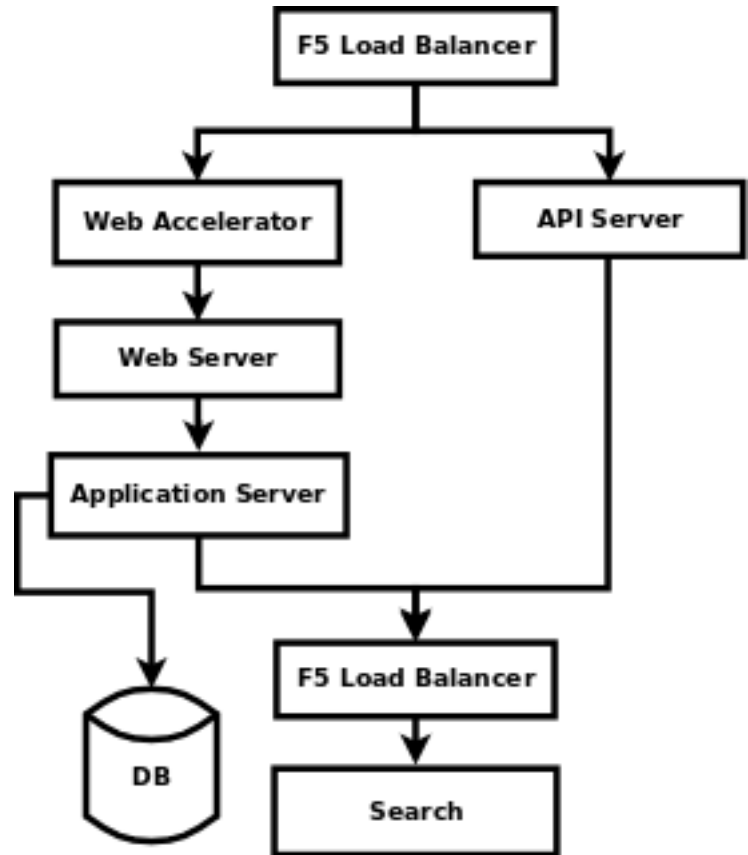 F5 Load Balancer
Web Accelerator
API Server
Web Server
Application Server
F5 Load Balancer
DB
Search